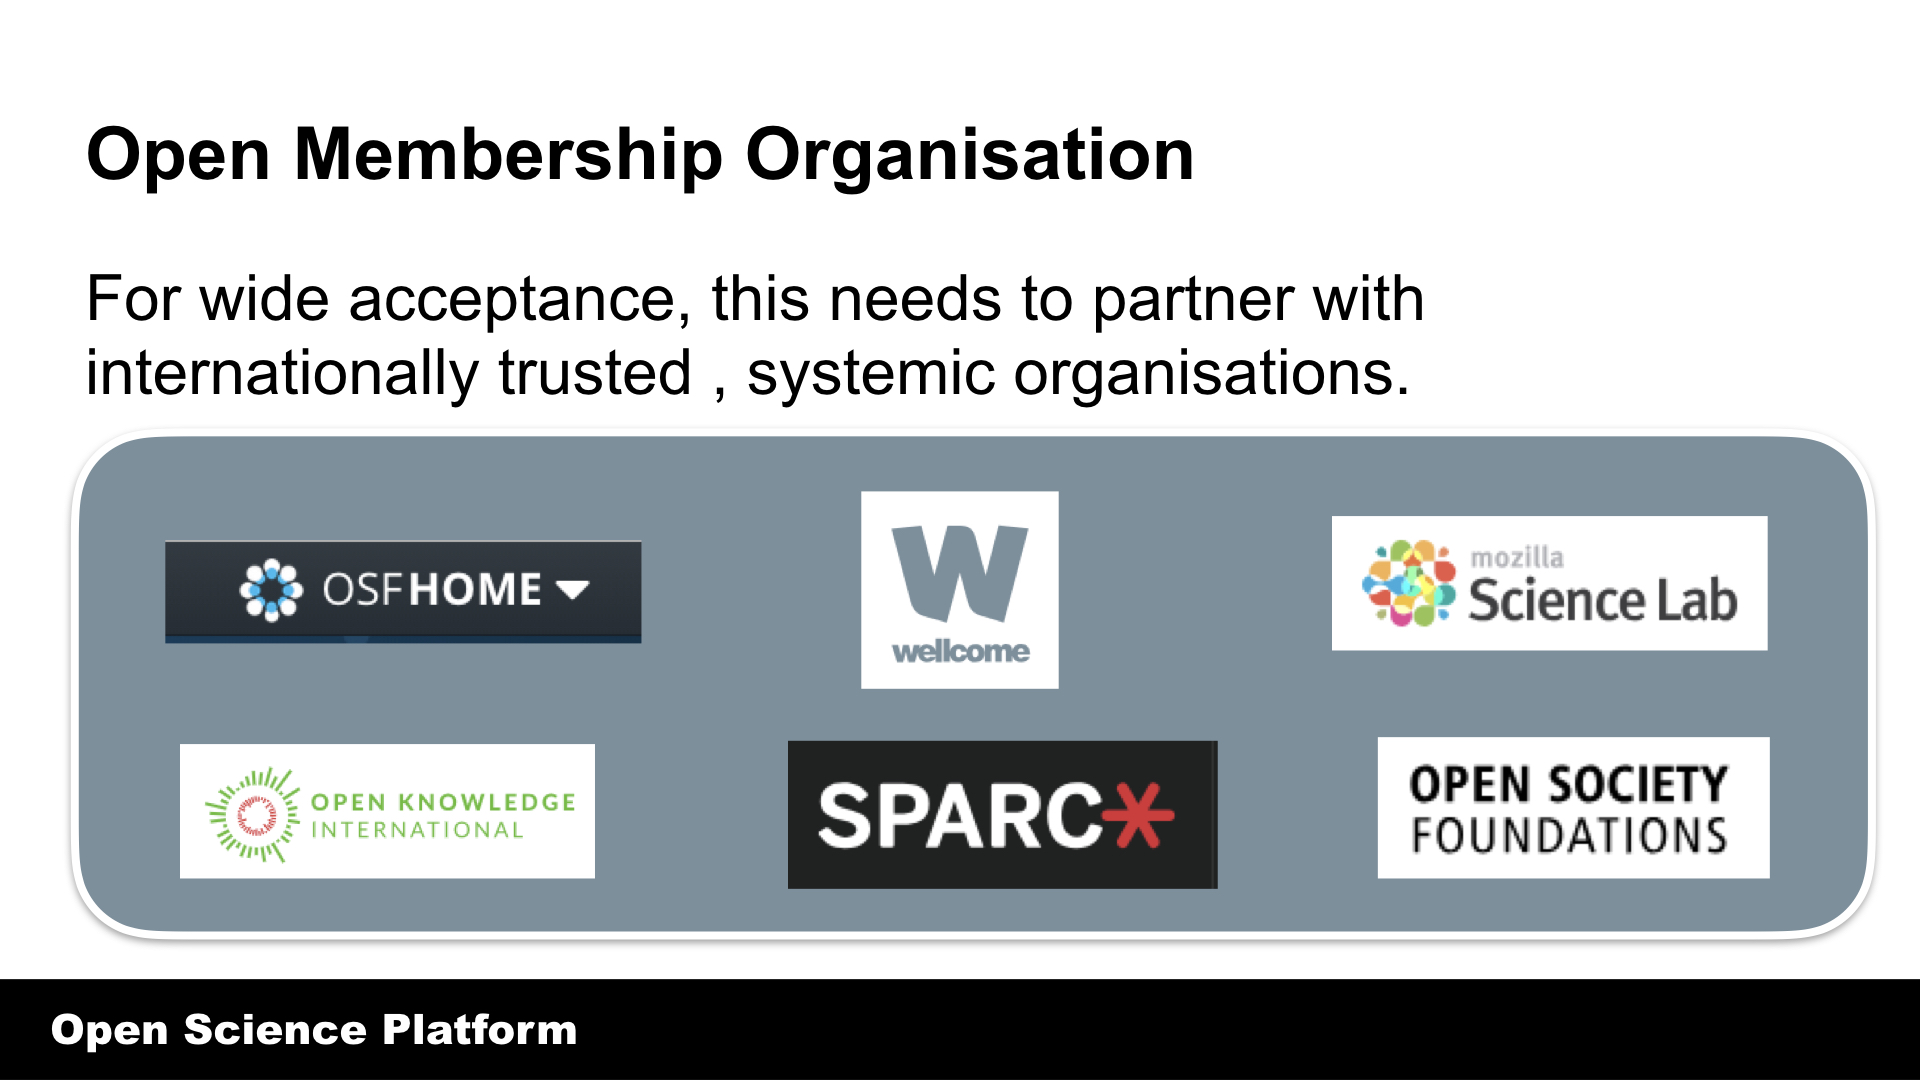 Open Membership Organisation
For wide acceptance, this needs to partner with
internationally trusted , systemic organisations.
OSFHOME
W
wellcome
mozilla
Science Lab
OPEN KNOWLEDGE
INTERNATIONAL
SPARC*
OPEN SOCIETY
FOUNDATIONS
Open Science Platform